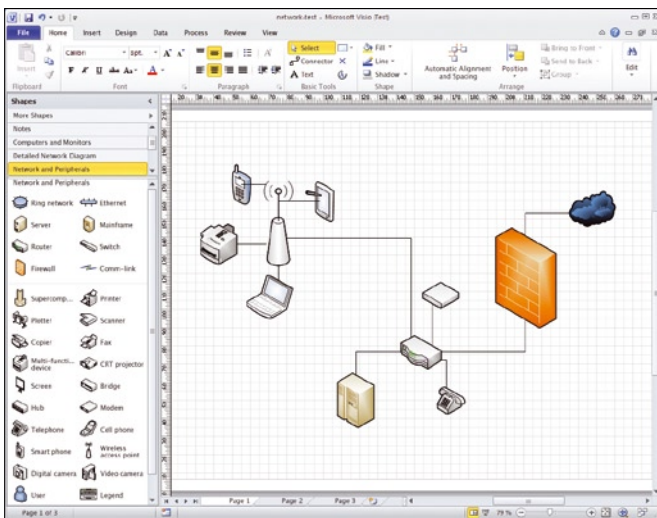 network-test - Microsoft Visio (Test)
File Home Insert Design Data Process Review View
Insert
Calibri 8pt.
F K U abc Aa A
Select
Connector
Text
Fill
Line
Shadow
Automatic Alignment and Spacing
Position
Bring to Front
Send to Back
Group
Edit
Clipboard Font Paragraph Basic Tools Shape Arrange
Shapes
More Shapes
Notes
Computers and Monitors
Detailed Network Diagram
Network and Peripherals
Network and Peripherals
Ring network Ethernet
Server Mainframe
Router Switch
Firewall Comm-link
Supercomp... Printer
Plotter Scanner
Copier Fax
Multi-functi... device CRT projector
Screen Bridge
Hub Modem
Telephone Cell phone
Smart phone Wireless access point
Digital camera Video camera
User Legend
Page 1 Page 2 Page 3
Page 1 of 3
79 %